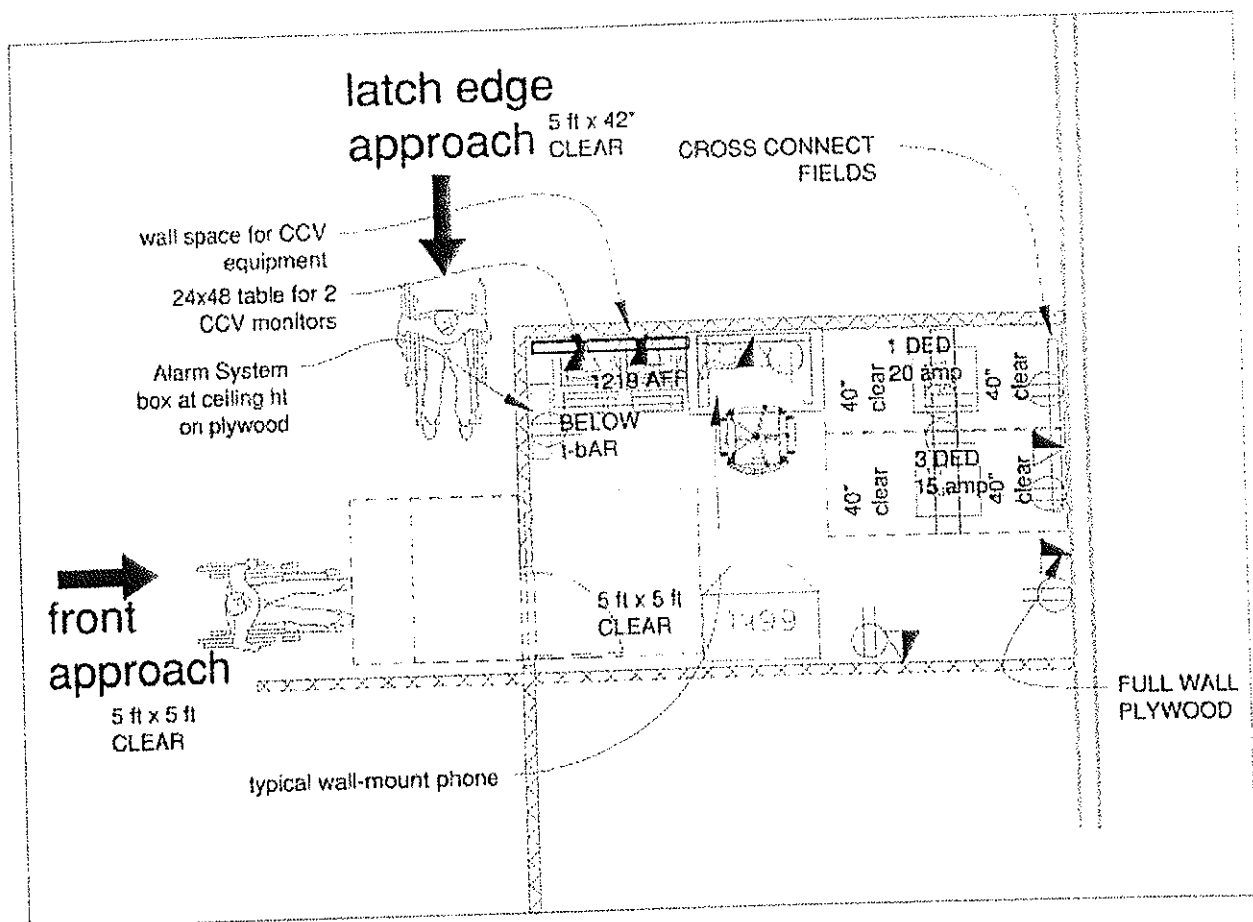 latch edge
approach
5 ft x 42"
CLEAR
CROSS CONNECT
FIELDS
wall space for CCV
equipment
24x48 table for 2
CCV monitors
Alarm System
box at ceiling ht
on plywood
1219 AFF
BELOW
t-bAR
40"
clear
1 DED
20 amp
40"
clear
40"
clear
3 DED
15 amp
40"
clear
front
approach
5 ft x 5 ft
CLEAR
5 ft x 5 ft
CLEAR
FULL WALL
PLYWOOD
typical wall-mount phone